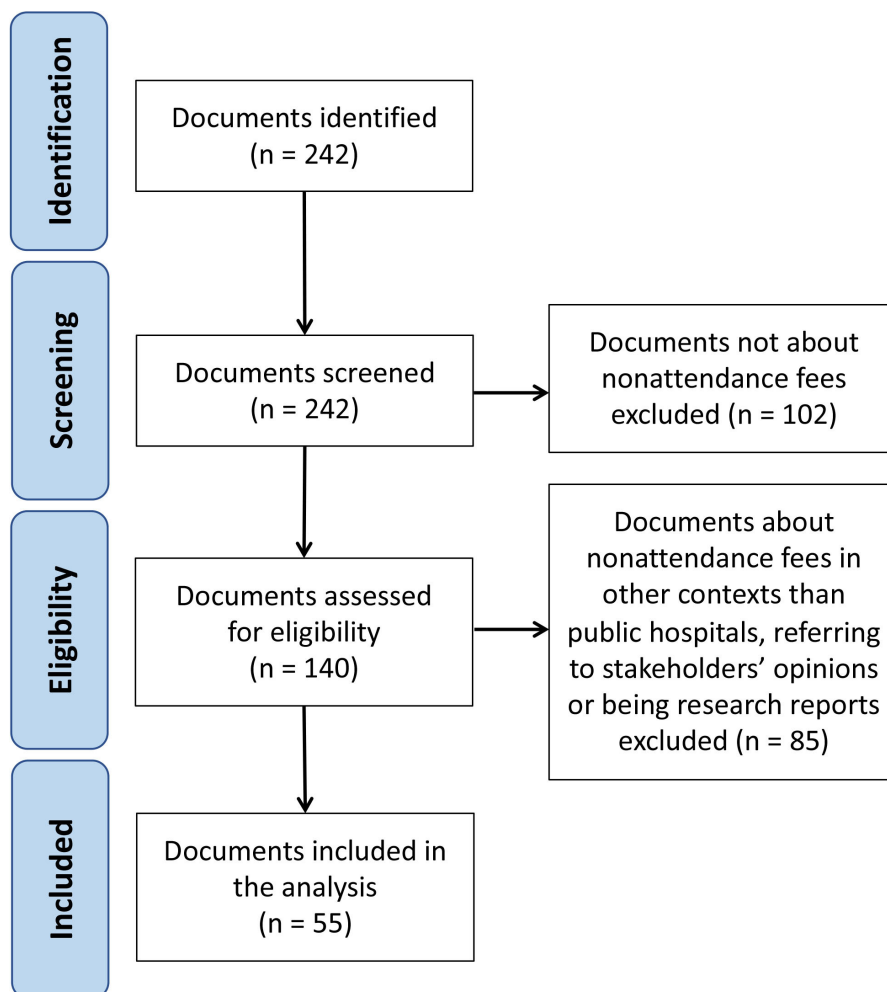 Identification
Documents identified
(n = 242)
Screening
Documents screened
(n = 242)
Documents not about
nonattendance fees
excluded (n = 102)
Eligibility
Documents assessed
for eligibility
(n = 140)
Documents about
nonattendance fees in
other contexts than
public hospitals, referring
to stakeholders’ opinions
or being research reports
excluded (n = 85)
Included
Documents included in
the analysis
(n = 55)